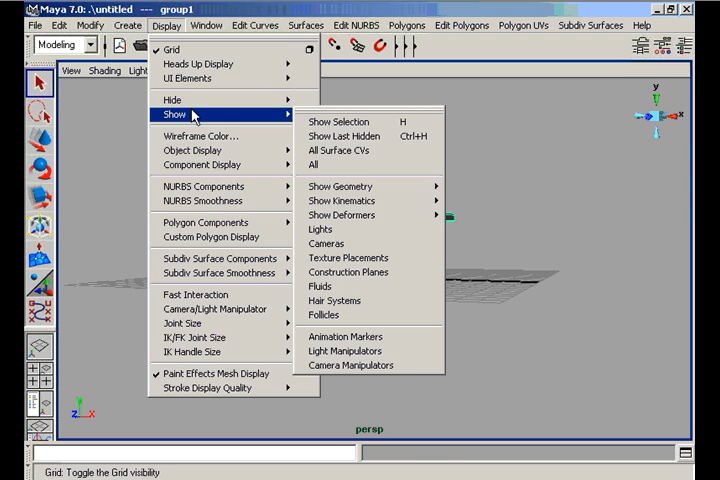 Maya 7.0: .\untitled --- group1
File Edit Modify Create Display Window Edit Curves Surfaces Edit NURBS Polygons Edit Polygons Polygon UVs Subdiv Surfaces Help
Modeling
View Shading Light
Grid
Heads Up Display
UI Elements
Hide
Show
Wireframe Color...
Object Display
Component Display
NURBS Components
NURBS Smoothness
Polygon Components
Custom Polygon Display
Subdiv Surface Components
Subdiv Surface Smoothness
Fast Interaction
Camera/Light Manipulator
Joint Size
IK/FK Joint Size
IK Handle Size
Paint Effects Mesh Display
Stroke Display Quality
Show Selection H
Show Last Hidden Ctrl+H
All Surface CVs
All
Show Geometry
Show Kinematics
Show Deformers
Lights
Cameras
Texture Placements
Construction Planes
Fluids
Hair Systems
Follicles
Animation Markers
Light Manipulators
Camera Manipulators
y
x
z
x
persp
Grid: Toggle the Grid visibility